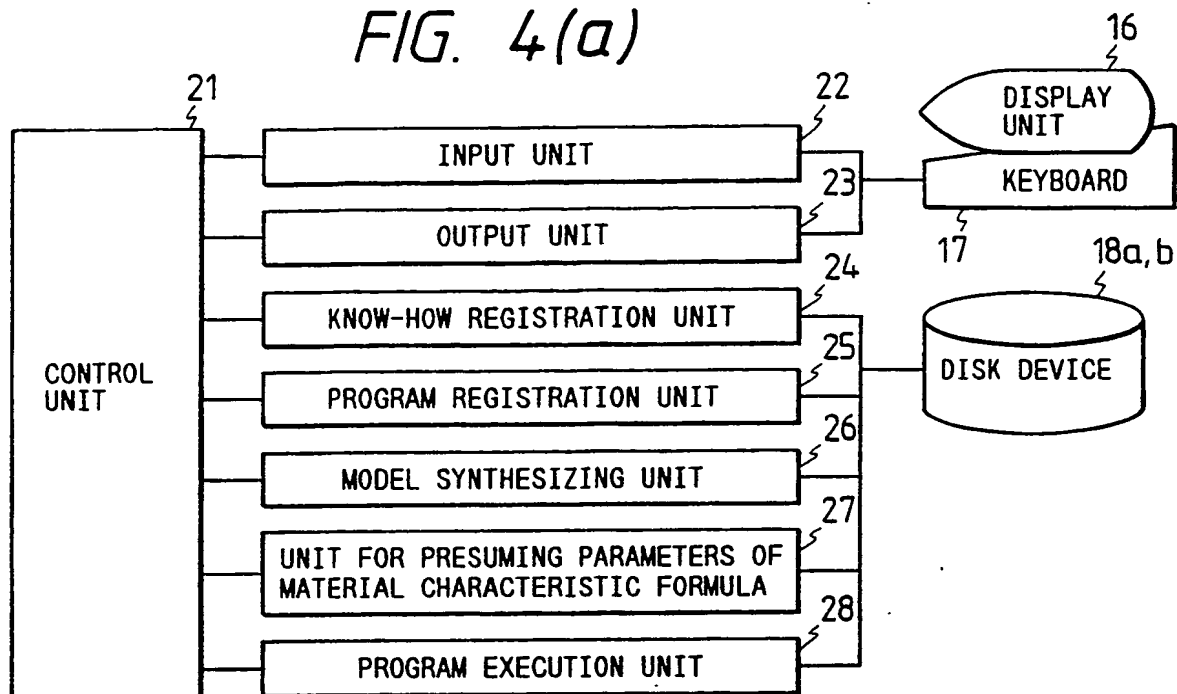 FIG. 4(a)
21
22
16
DISPLAY
UNIT
INPUT UNIT
KEYBOARD
23
OUTPUT UNIT
17
18a,b
24
KNOW-HOW REGISTRATION UNIT
CONTROL
UNIT
25
DISK DEVICE
PROGRAM REGISTRATION UNIT
26
MODEL SYNTHESIZING UNIT
27
UNIT FOR PRESUMING PARAMETERS OF
MATERIAL CHARACTERISTIC FORMULA
28
PROGRAM EXECUTION UNIT